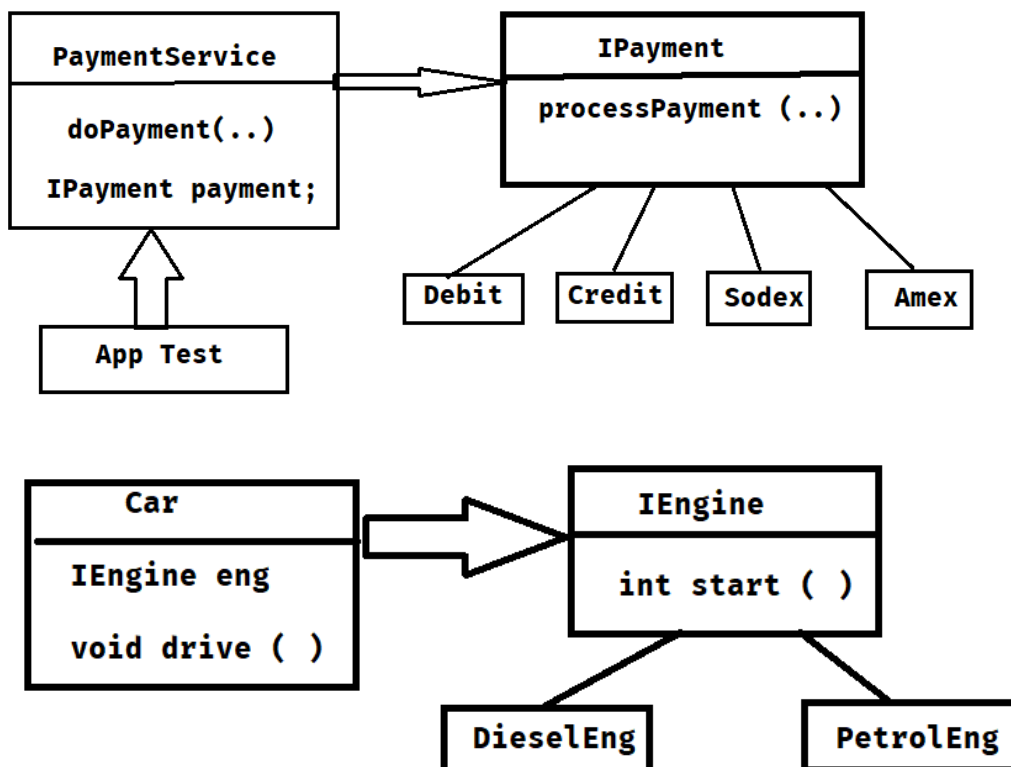 PaymentService
doPayment(..)
IPayment payment;
App Test
IPayment
processPayment (..)
Debit
Credit
Sodex
Amex
Car
IEngine eng
void drive ( )
IEngine
int start ( )
DieselEng
PetrolEng